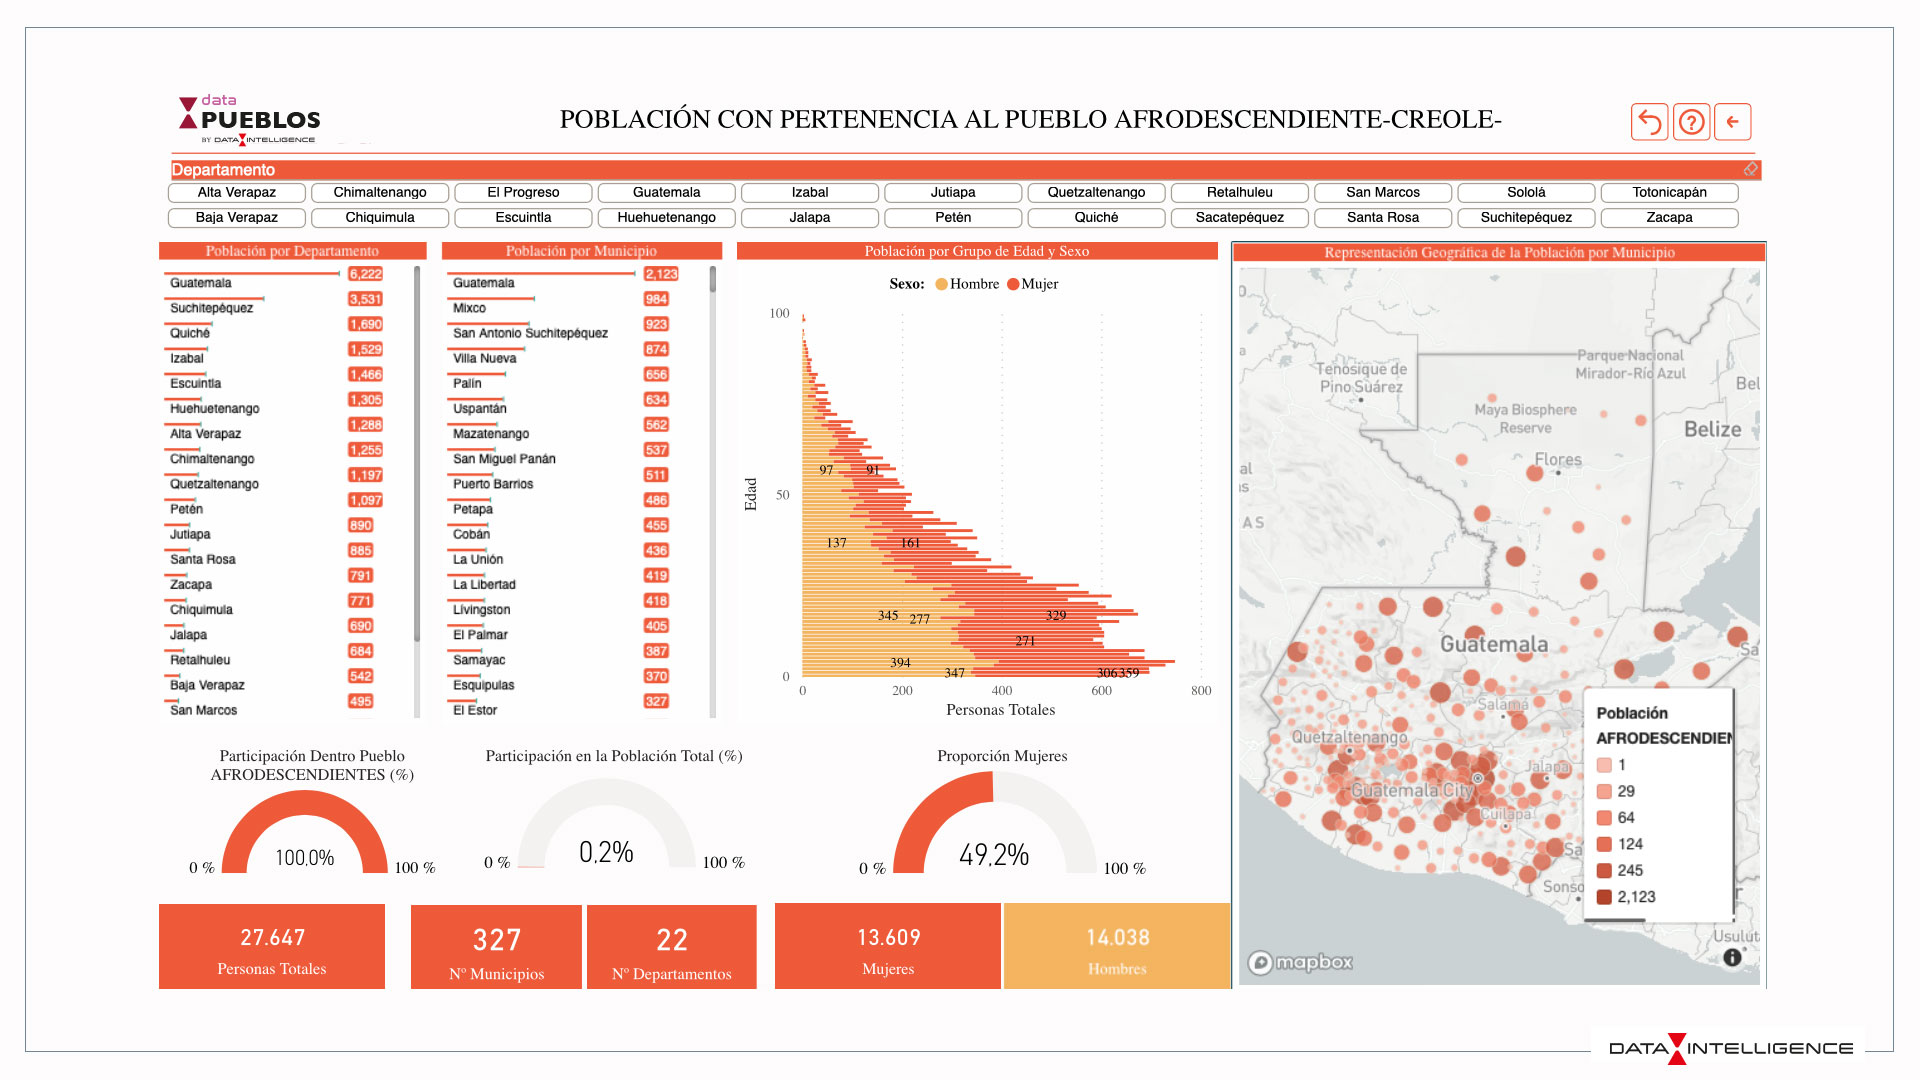 data
PUEBLOS
BY DATA INTELLIGENCE
POBLACIÓN CON PERTENENCIA AL PUEBLO AFRODESCENDIENTE-CREOLE-
Departamento
Alta Verapaz
Chimaltenango
El Progreso
Guatemala
Izabal
Jutiapa
Quetzaltenango
Retalhuleu
San Marcos
Sololá
Totonicapán
Baja Verapaz
Chiquimula
Escuintla
Huehuetenango
Jalapa
Petén
Quiché
Sacatepéquez
Santa Rosa
Suchitepéquez
Zacapa
Población por Departamento
6,222
Guatemala
3,531
Suchitepéquez
1,690
Quiché
1,529
Izabal
1,466
Escuintla
1,305
Huehuetenango
1,288
Alta Verapaz
1,255
Chimaltenango
1,197
Quetzaltenango
1,097
Petén
890
Jutiapa
885
Santa Rosa
791
Zacapa
771
Chiquimula
690
Jalapa
684
Retalhuleu
542
Baja Verapaz
495
San Marcos
Población por Municipio
2,123
Guatemala
984
Mixco
923
San Antonio Suchitepéquez
874
Villa Nueva
656
Palín
634
Uspantán
562
Mazatenango
537
San Miguel Panán
511
Puerto Barrios
486
Petapa
455
Cobán
436
La Unión
419
La Libertad
418
Livingston
405
El Palmar
387
Samayac
370
Esquipulas
327
El Estor
Población por Grupo de Edad y Sexo
Sexo: Hombre Mujer
100
50
0
Edad
97 91
137 161
345 277 329
271
394
347 306 359
0 200 400 600 800
Personas Totales
Representación Geográfica de la Población por Municipio
Tenosique de
Pino Suárez
Parque Nacional
Mirador-Río Azul
Maya Biosphere
Reserve
Bel
Belize
Flores
al
AS
Guatemala
Sa
Salamá
Quetzaltenango
Jalapa
Guatemala City
Cuilapa
Sa
Sonso
Usulut
Población
AFRODESCENDIEN
1
29
64
124
245
2,123
mapbox
i
Participación Dentro Pueblo
AFRODESCENDIENTES (%)
0 %
100,0%
100 %
Participación en la Población Total (%)
0 %
0,2%
100 %
Proporción Mujeres
0 %
49,2%
100 %
27.647
Personas Totales
327
Nº Municipios
22
Nº Departamentos
13.609
Mujeres
14.038
Hombres
DATA INTELLIGENCE